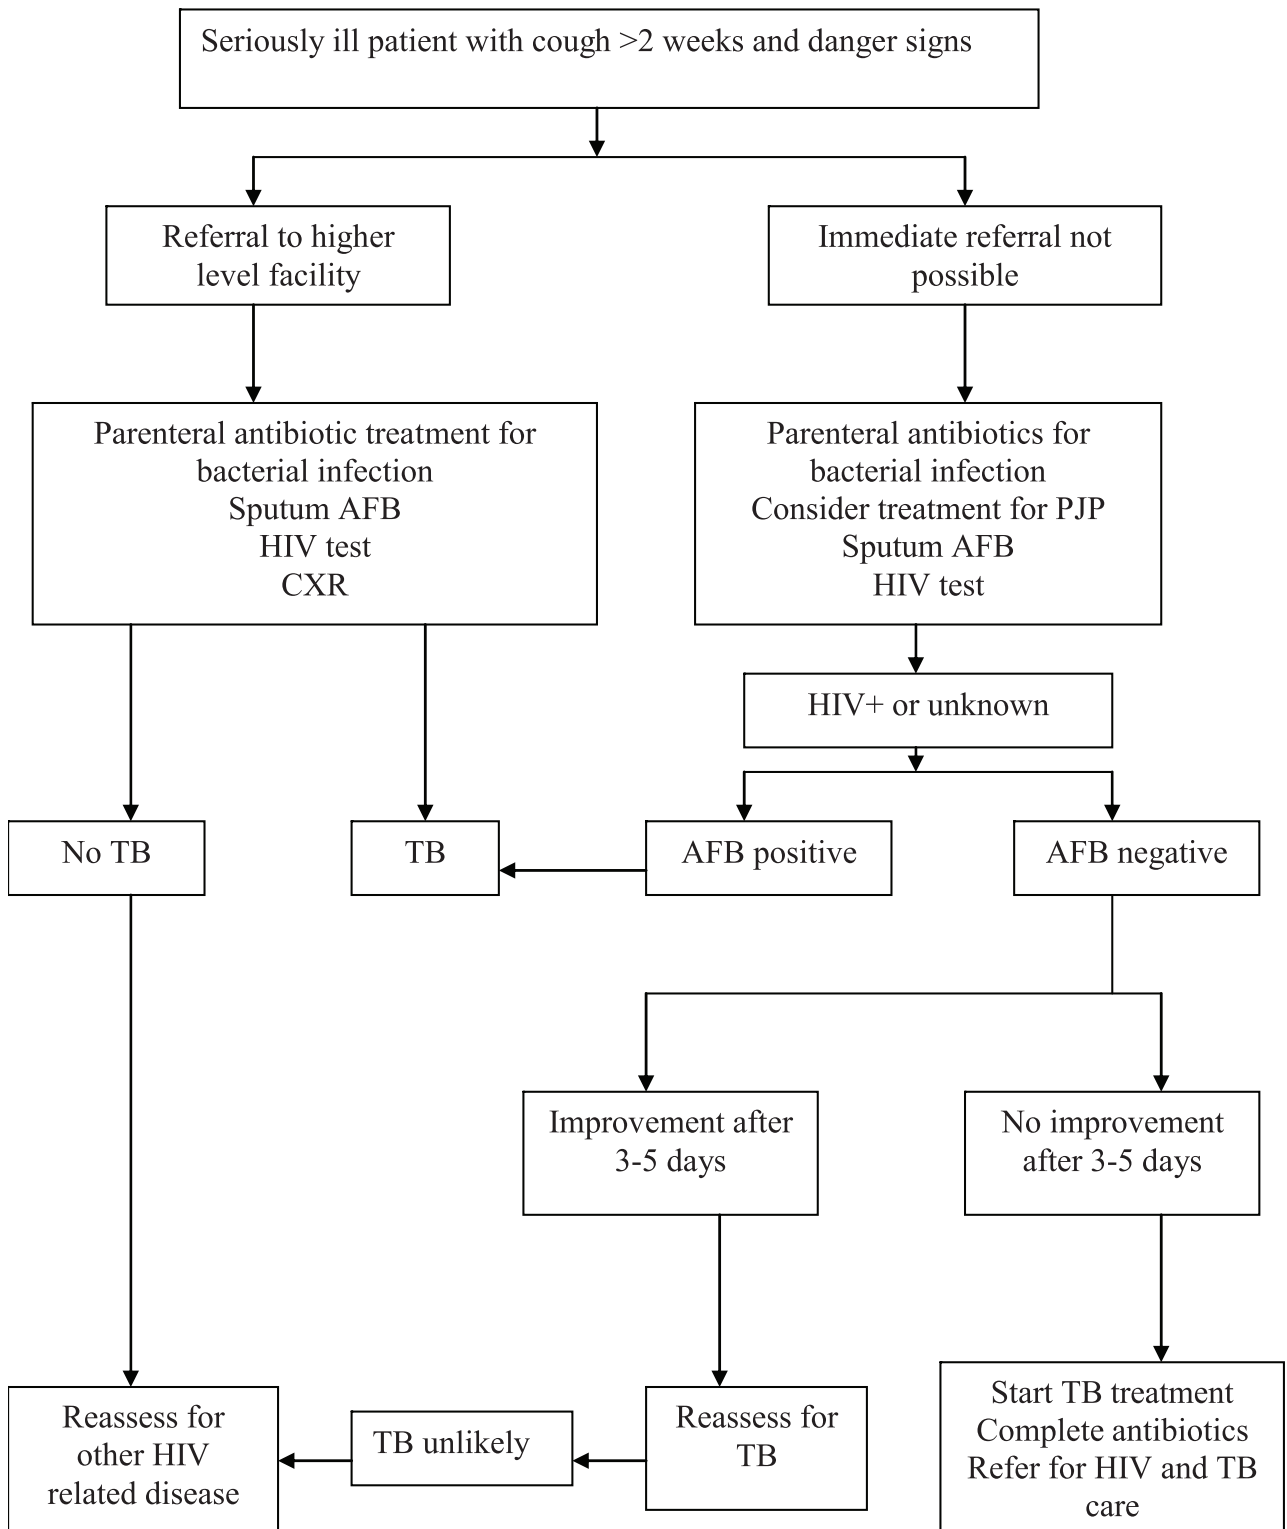 Seriously ill patient with cough >2 weeks and danger signs
Referral to higher
level facility
Immediate referral not
possible
Parenteral antibiotic treatment for
bacterial infection
Sputum AFB
HIV test
CXR
Parenteral antibiotics for
bacterial infection
Consider treatment for PJP
Sputum AFB
HIV test
HIV+ or unknown
No TB
TB
AFB positive
AFB negative
Improvement after
3-5 days
No improvement
after 3-5 days
Reassess for
other HIV
related disease
TB unlikely
Reassess for
TB
Start TB treatment
Complete antibiotics
Refer for HIV and TB
care